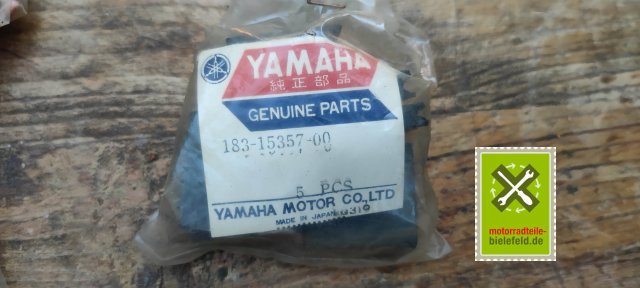 YAMAHA
純正部品
GENUINE PARTS
183-15357-00
5 PCS
YAMAHA MOTOR CO.,LTD
MADE IN JAPAN
motorradteile-
bielefeld.de